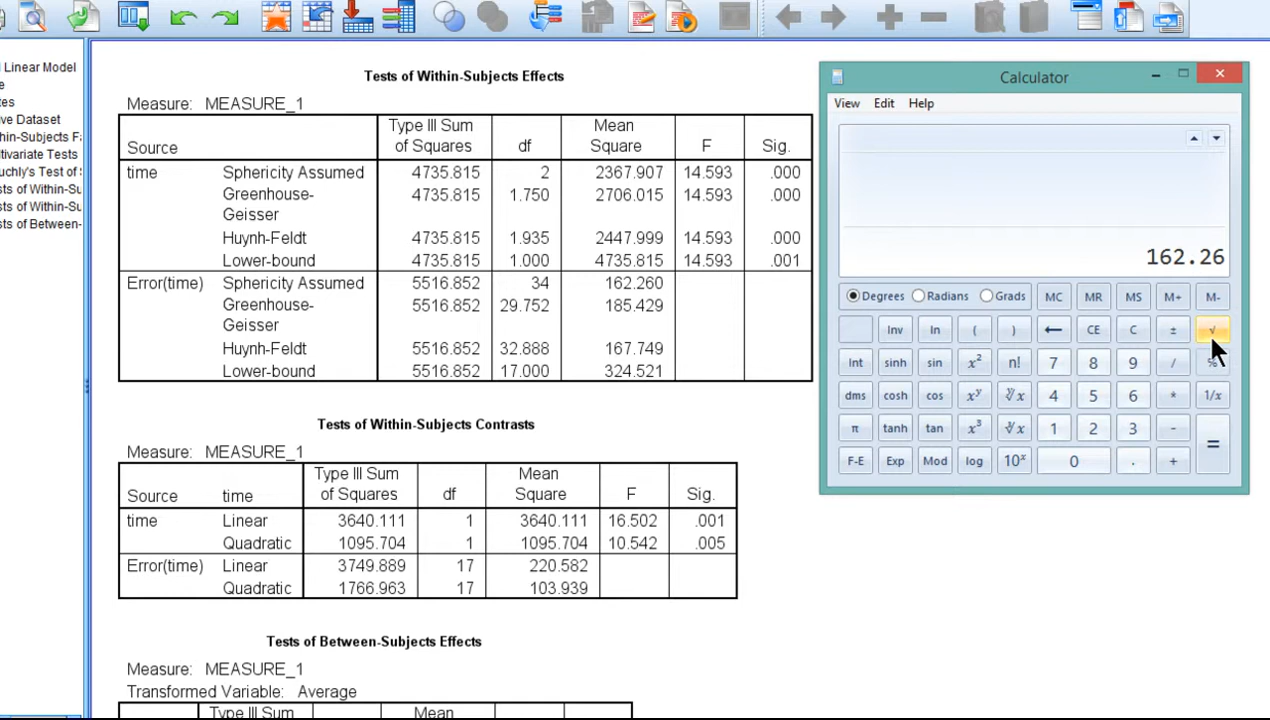 Linear Model
e
tes
ve Dataset
hin-Subjects F
ltivariate Tests
uchly's Test of
sts of Within-Su
sts of Within-Su
sts of Between-
Tests of Within-Subjects Effects
Measure: MEASURE_1
Source Type III Sum of Squares df Mean Square F Sig.
time Sphericity Assumed 4735.815 2 2367.907 14.593 .000
Greenhouse-Geisser 4735.815 1.750 2706.015 14.593 .000
Huynh-Feldt 4735.815 1.935 2447.999 14.593 .000
Lower-bound 4735.815 1.000 4735.815 14.593 .001
Error(time) Sphericity Assumed 5516.852 34 162.260
Greenhouse-Geisser 5516.852 29.752 185.429
Huynh-Feldt 5516.852 32.888 167.749
Lower-bound 5516.852 17.000 324.521
Tests of Within-Subjects Contrasts
Measure: MEASURE_1
Source time Type III Sum of Squares df Mean Square F Sig.
time Linear 3640.111 1 3640.111 16.502 .001
Quadratic 1095.704 1 1095.704 10.542 .005
Error(time) Linear 3749.889 17 220.582
Quadratic 1766.963 17 103.939
Tests of Between-Subjects Effects
Measure: MEASURE_1
Transformed Variable: Average
Type III Sum Mean
Calculator
View Edit Help
162.26
Degrees Radians Grads MC MR MS M+ M-
Inv ln ( ) ← CE C ± √
Int sinh sin x² n! 7 8 9 / %
dms cosh cos xʸ ʸ√x 4 5 6 * 1/x
π tanh tan x³ ³√x 1 2 3 - =
F-E Exp Mod log 10ˣ 0 . +